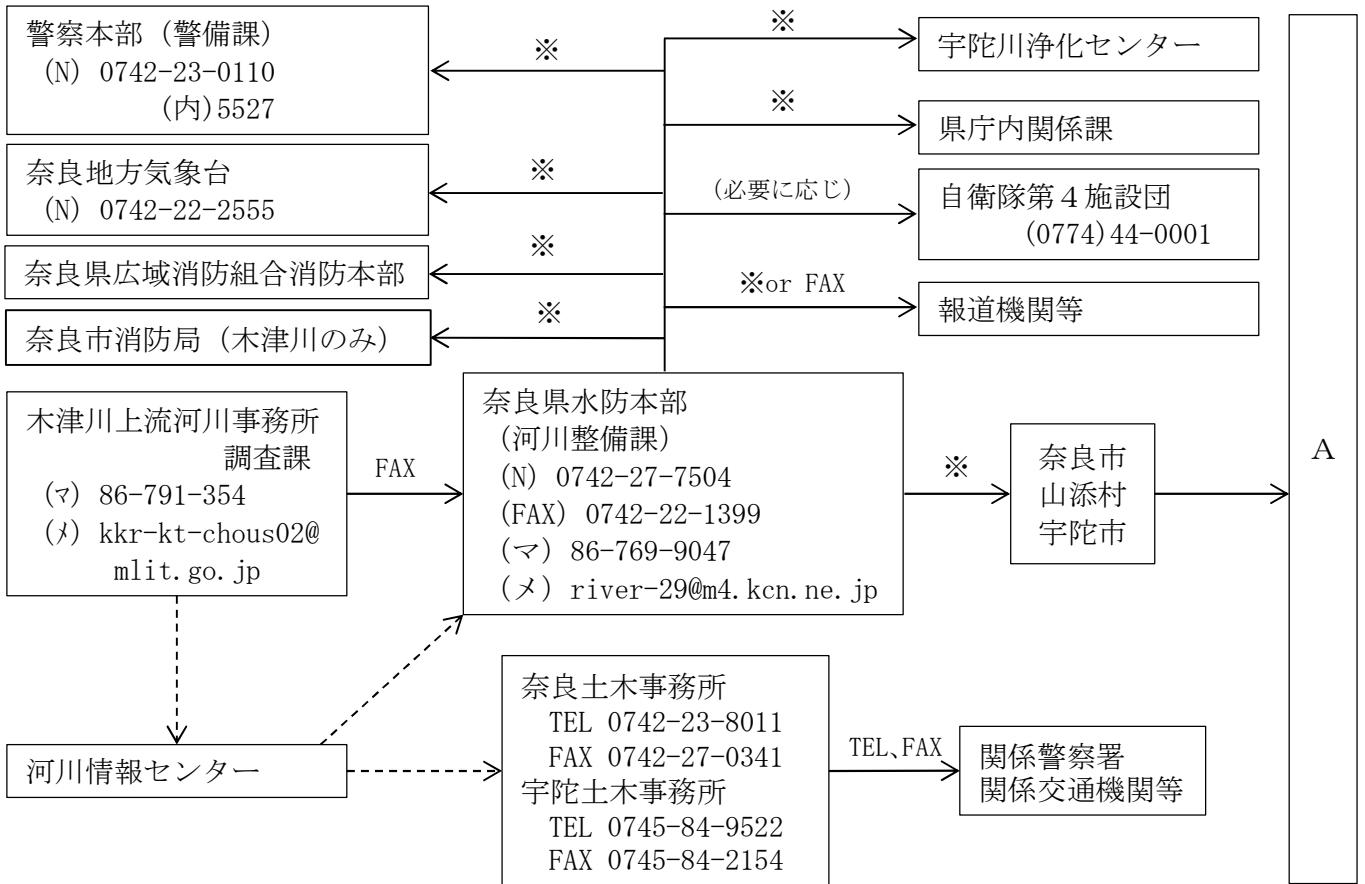 警察本部（警備課）
(N) 0742-23-0110
(内)5527
※
※
宇陀川浄化センター
※
県庁内関係課
奈良地方気象台
(N) 0742-22-2555
※
(必要に応じ)
自衛隊第４施設団
(0774)44-0001
奈良県広域消防組合消防本部
※
※or FAX
報道機関等
奈良市消防局（木津川のみ）
※
木津川上流河川事務所
調査課
(マ) 86-791-354
(メ) kkr-kt-chous02@
mlit.go.jp
FAX
奈良県水防本部
(河川整備課)
(N) 0742-27-7504
(FAX) 0742-22-1399
(マ) 86-769-9047
(メ) river-29@m4.kcn.ne.jp
※
奈良市
山添村
宇陀市
A
河川情報センター
奈良土木事務所
TEL 0742-23-8011
FAX 0742-27-0341
宇陀土木事務所
TEL 0745-84-9522
FAX 0745-84-2154
TEL､FAX
関係警察署
関係交通機関等